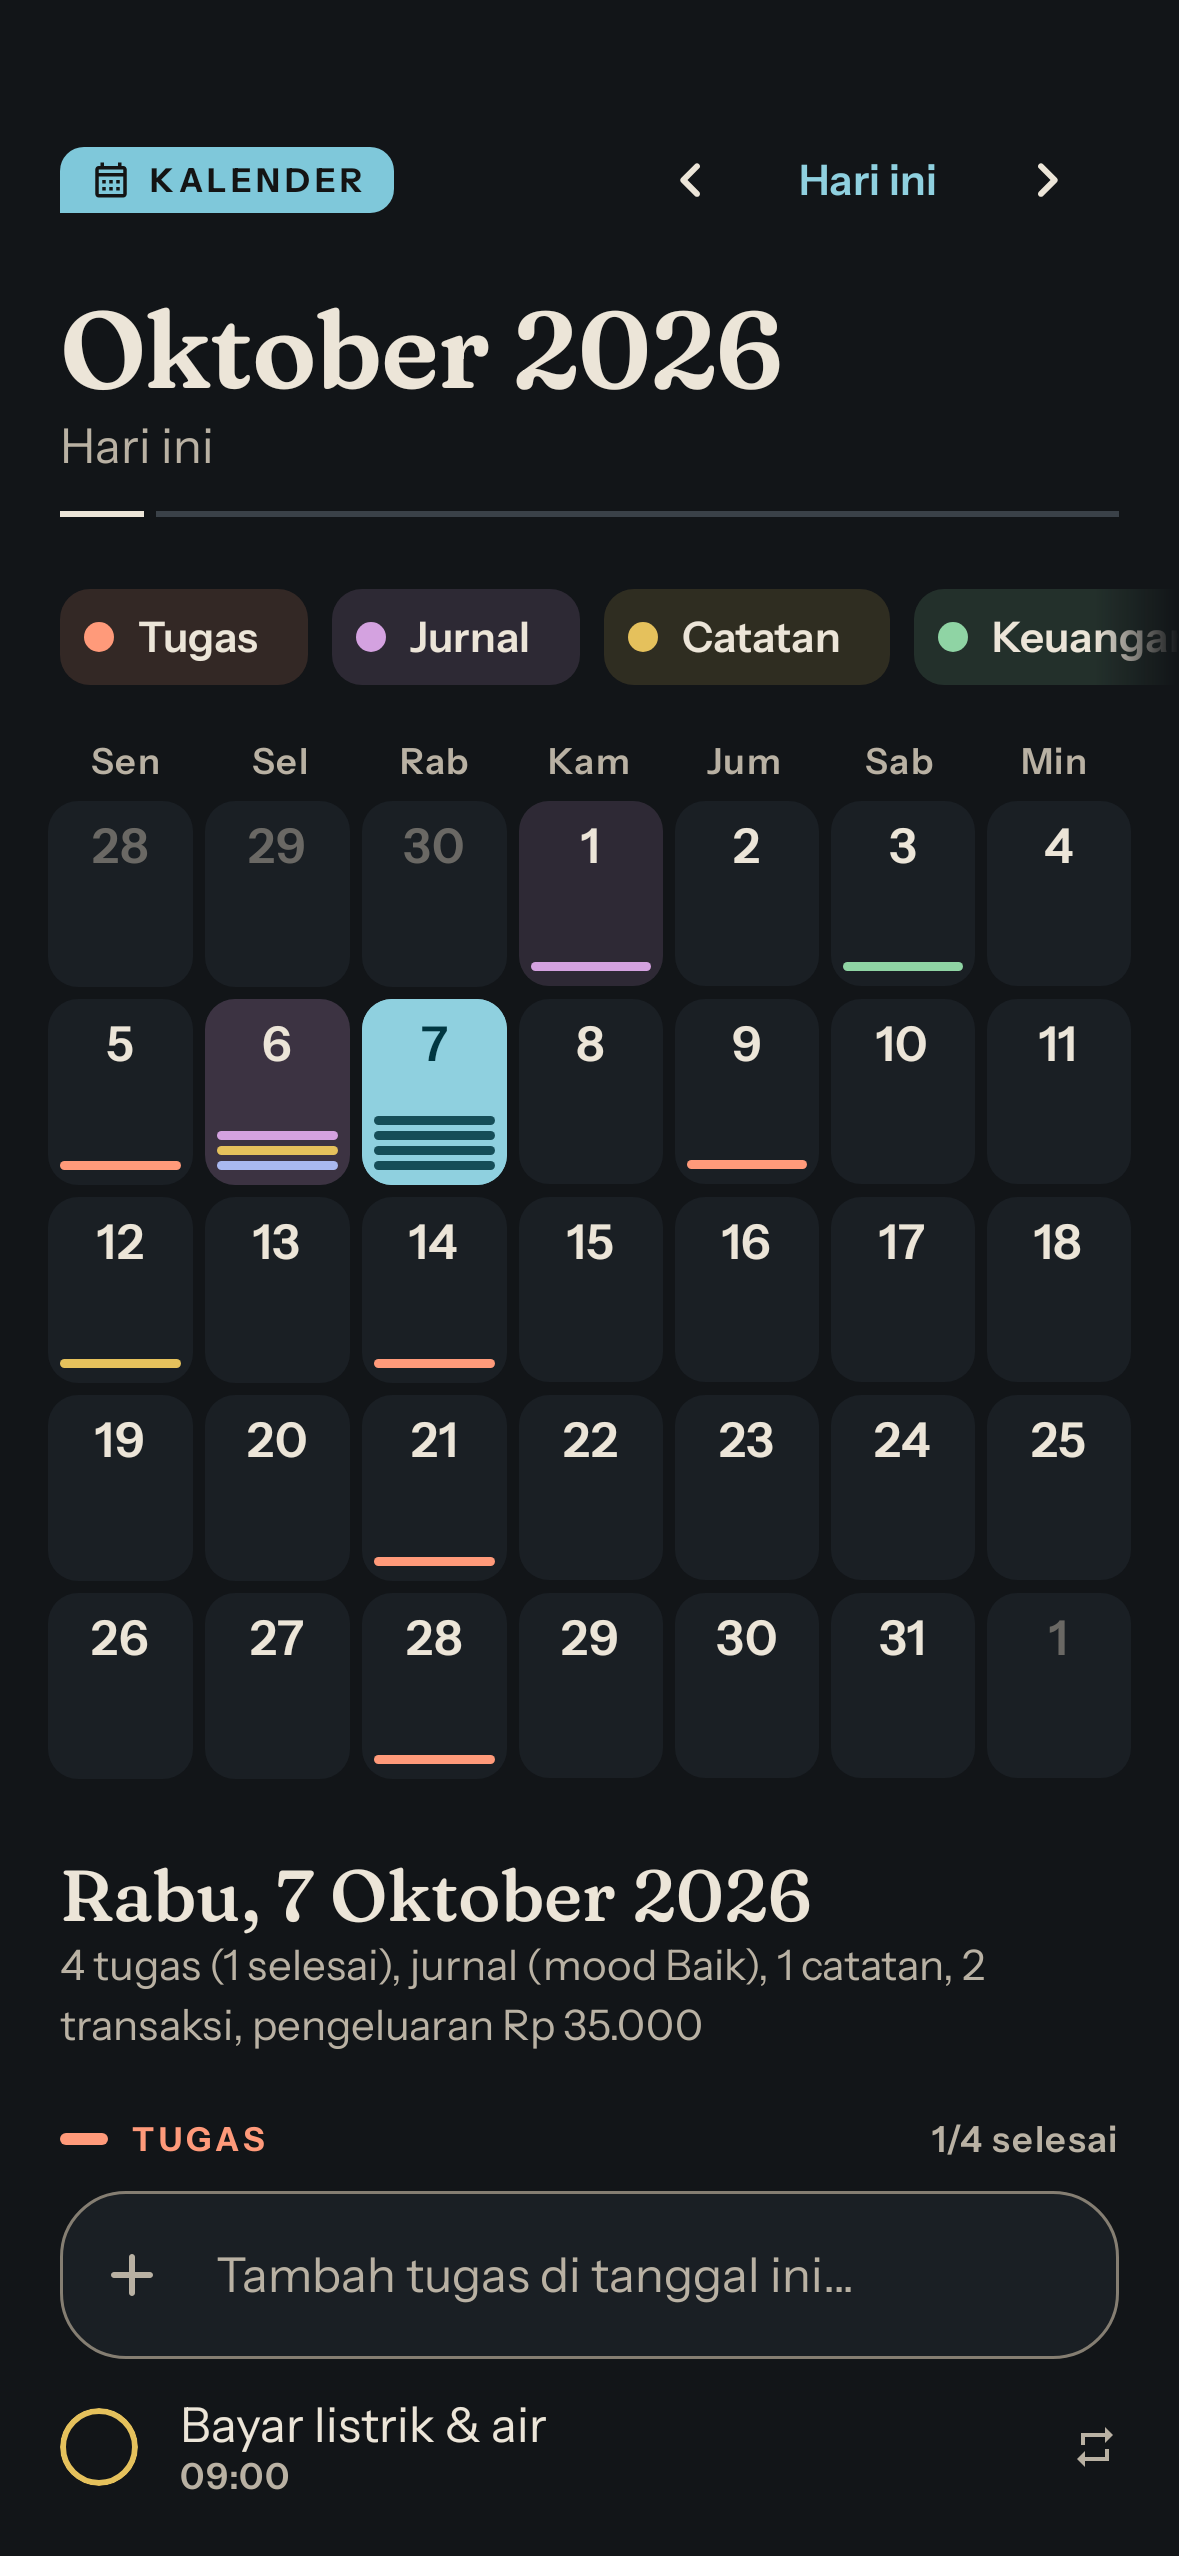 KALENDER
Hari ini
Oktober 2026
Hari ini
Tugas Jurnal Catatan
Sen Sel Rab Kam Jum Sab Min
28 29 30 1 2 3 4
5 6 7 8 9 10 11
12 13 14 15 16 17 18
19 20 21 22 23 24 25
26 27 28 29 30 31 1
Rabu, 7 Oktober 2026
4 tugas (1 selesai), jurnal (mood Baik), 1 catatan, 2
transaksi, pengeluaran Rp 35.000
TUGAS 1/4 selesai
Tambah tugas di tanggal ini...
Bayar listrik & air
09:00